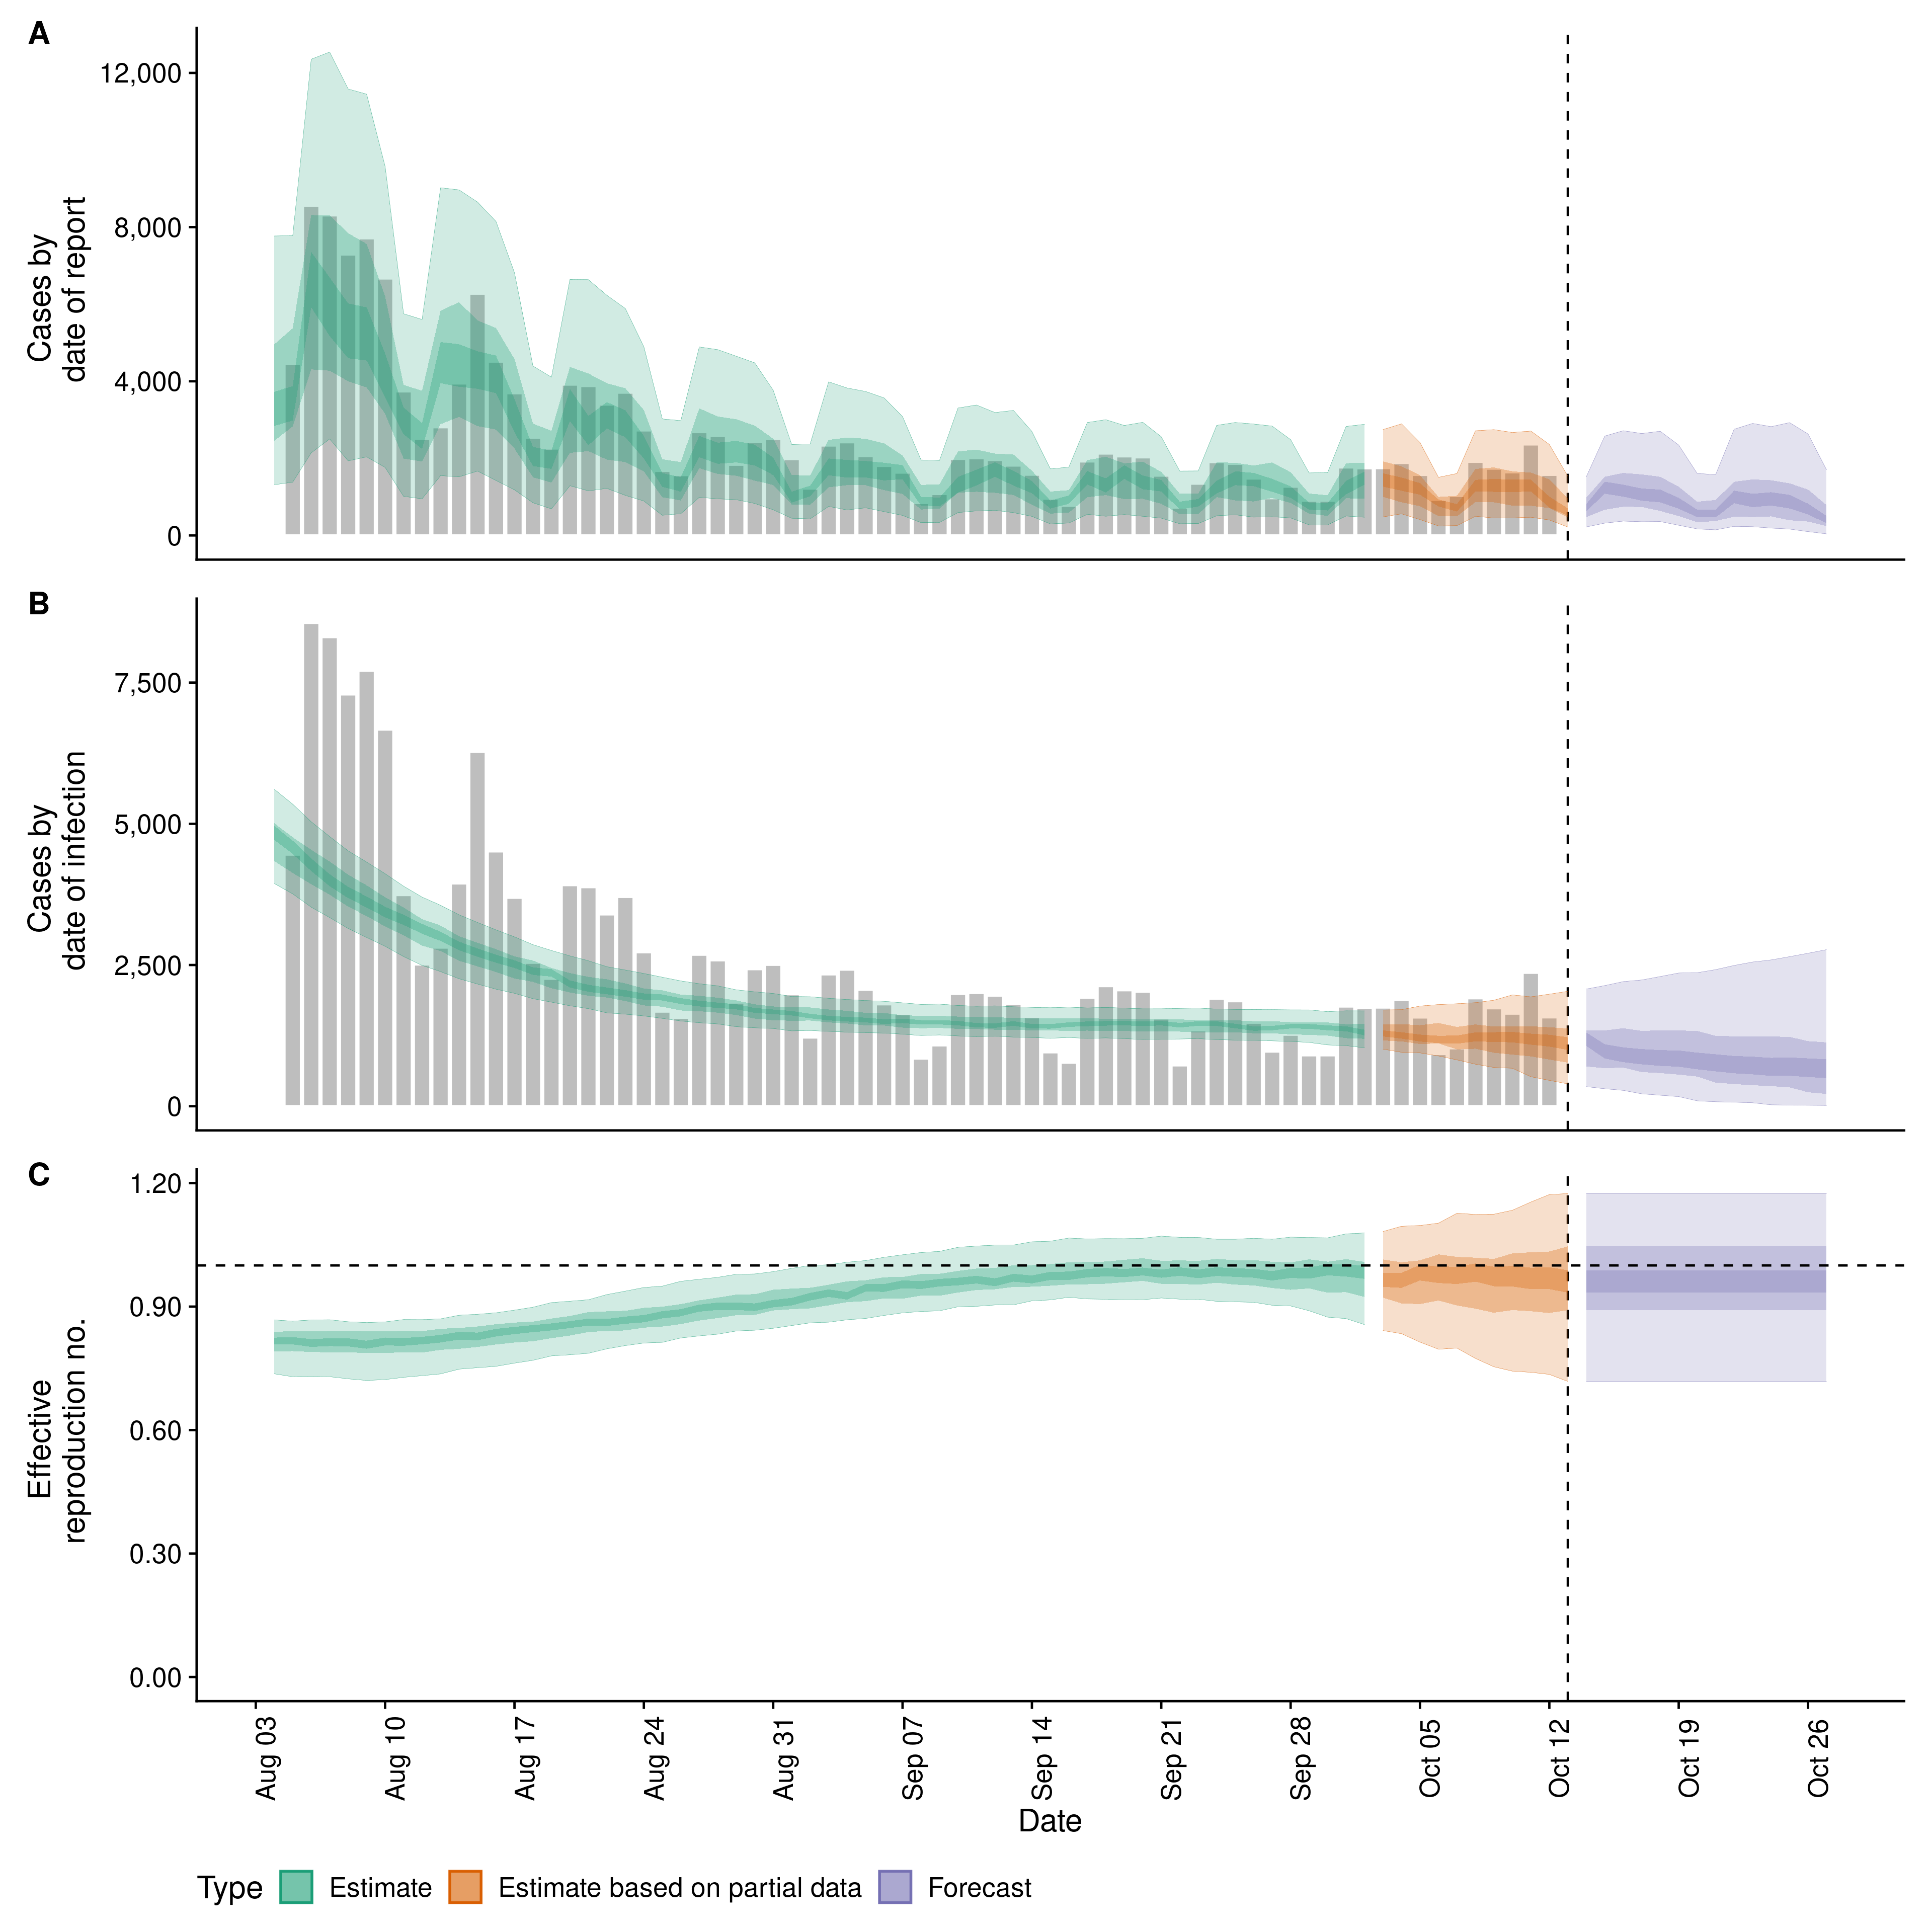 A
12,000
8,000
4,000
0
Cases by
date of report
B
7,500
5,000
2,500
0
Cases by
date of infection
C
1.20
0.90
0.60
0.30
0.00
Effective
reproduction no.
Aug 03
Aug 10
Aug 17
Aug 24
Aug 31
Sep 07
Sep 14
Sep 21
Sep 28
Oct 05
Oct 12
Oct 19
Oct 26
Date
Type Estimate Estimate based on partial data Forecast